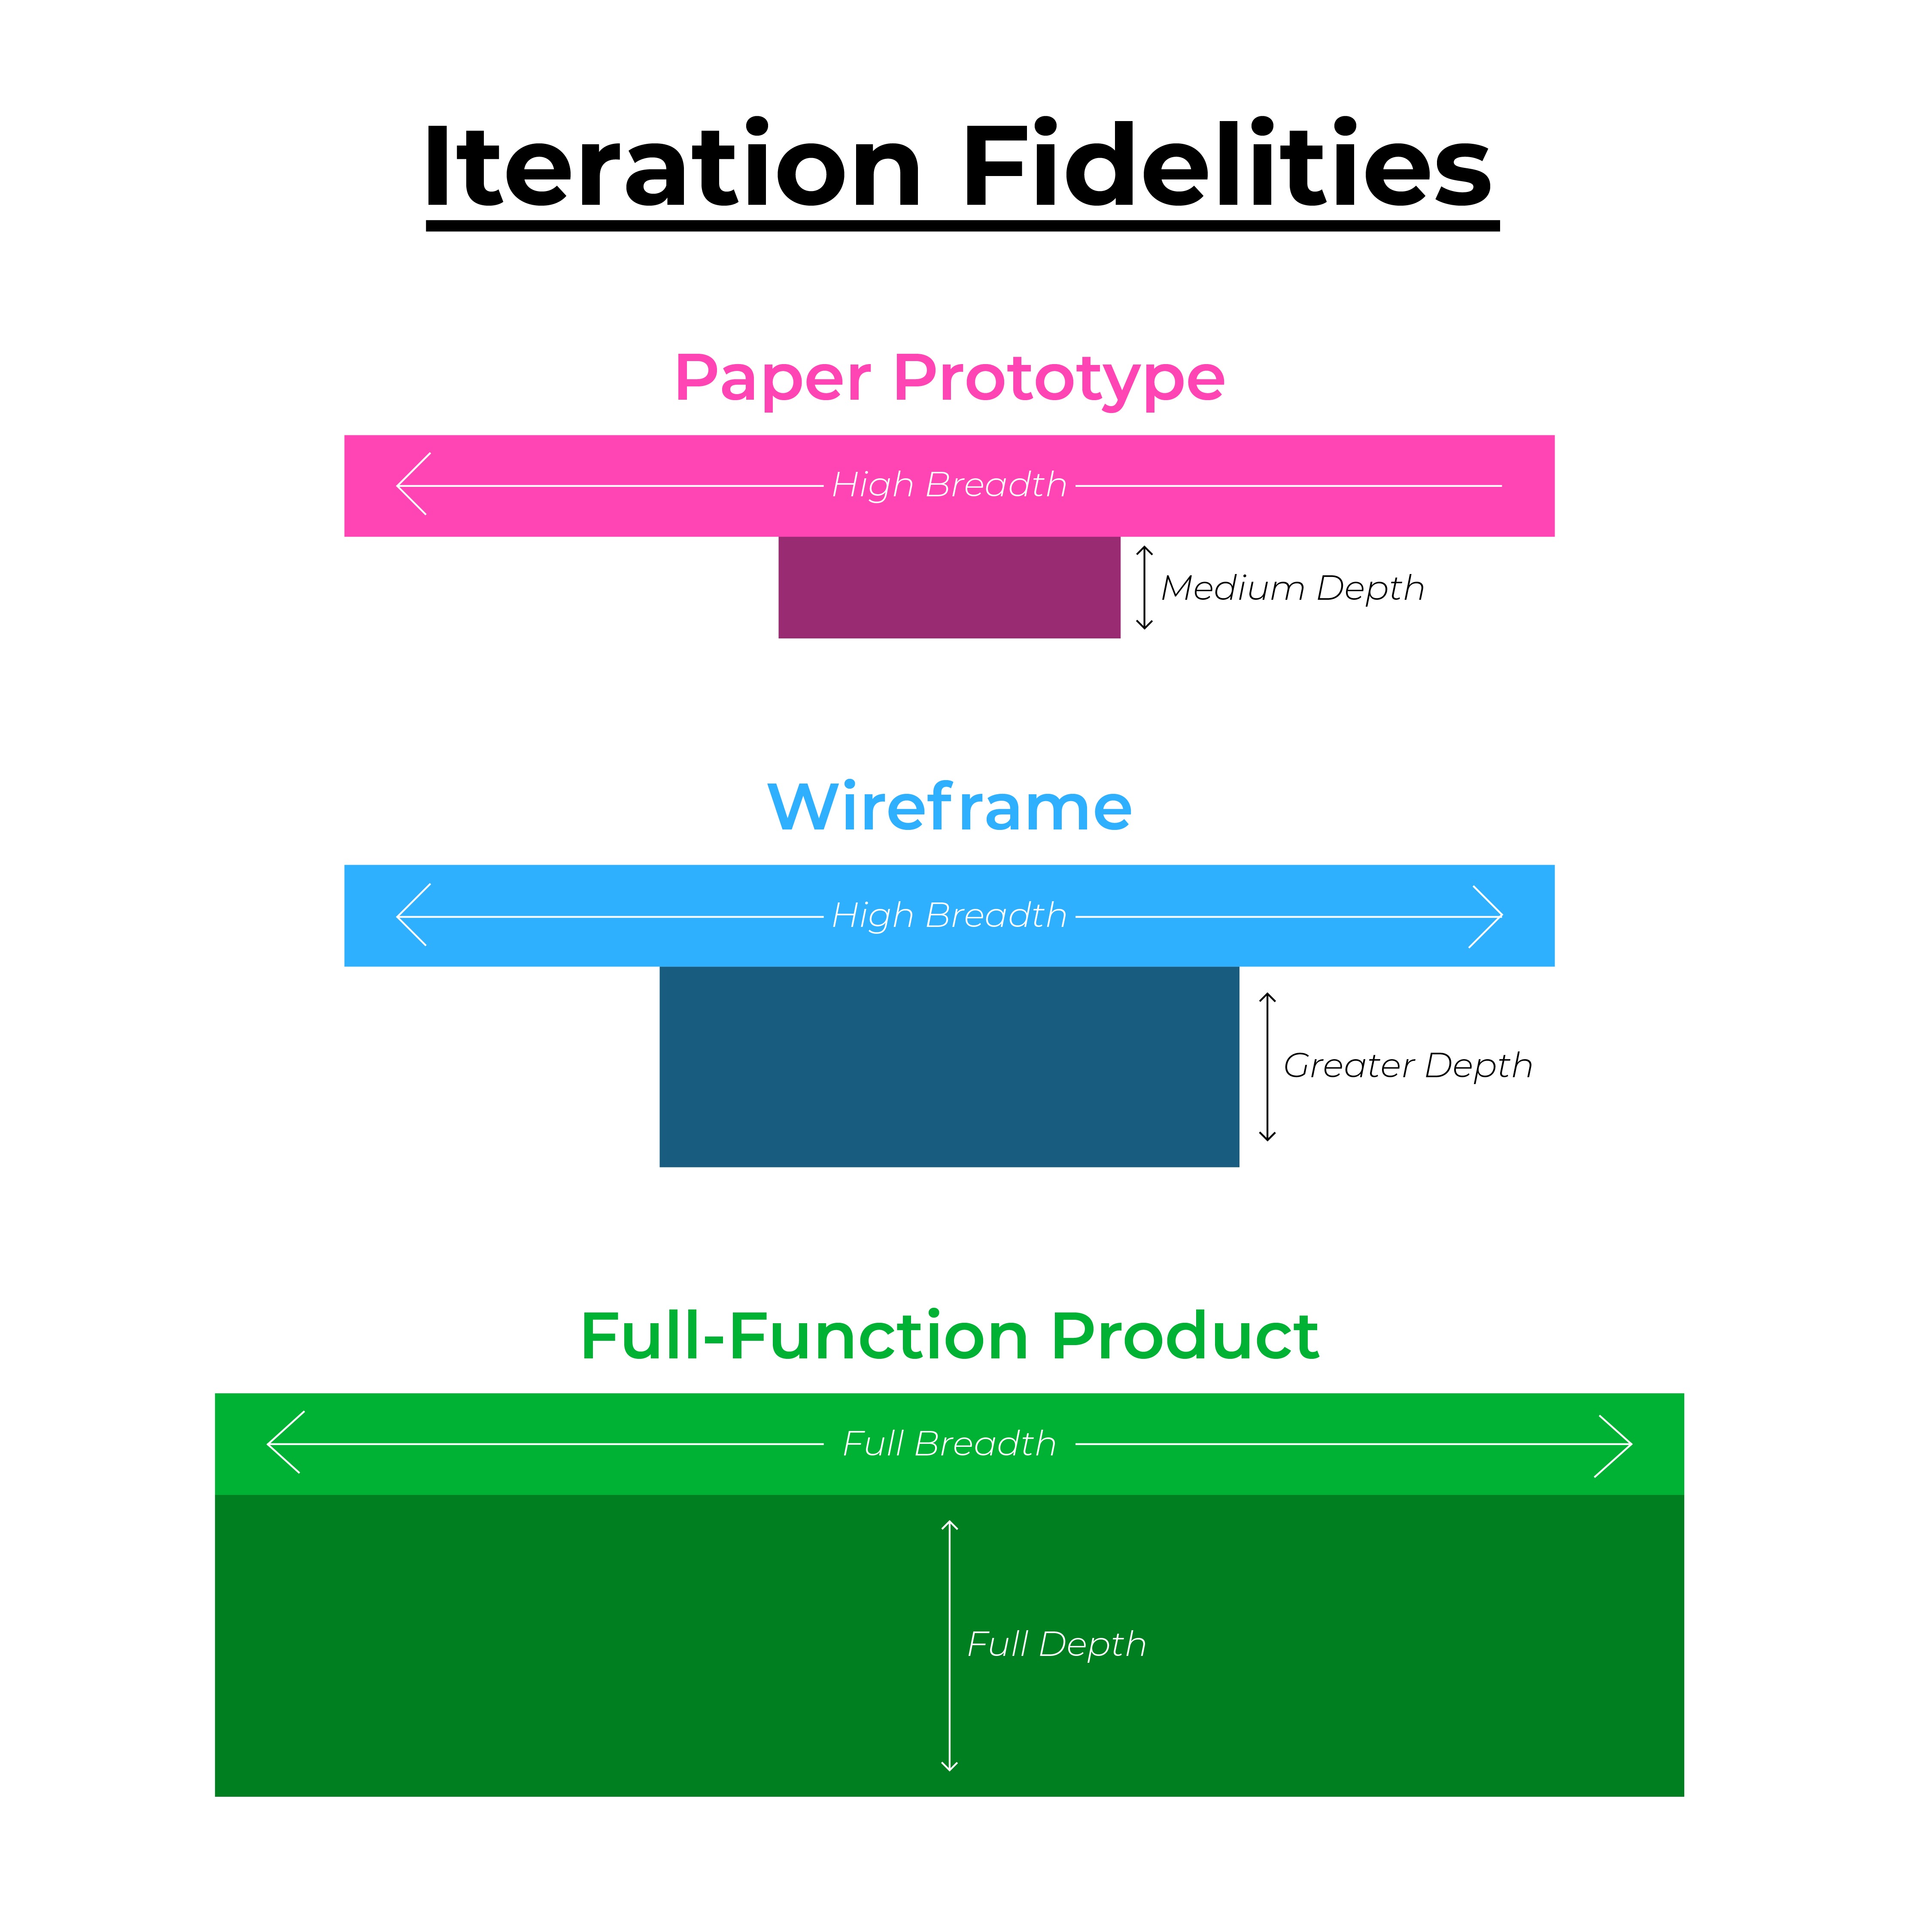 Iteration Fidelities
Paper Prototype
High Breadth
Medium Depth
Wireframe
High Breadth
Greater Depth
Full-Function Product
Full Breadth
Full Depth